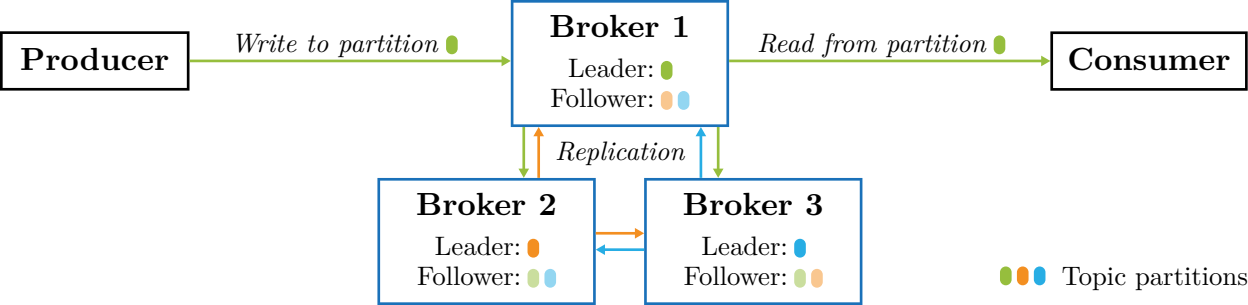 Producer
Write to partition
Broker 1
Leader:
Follower:
Read from partition
Consumer
Replication
Broker 2
Leader:
Follower:
Broker 3
Leader:
Follower:
Topic partitions